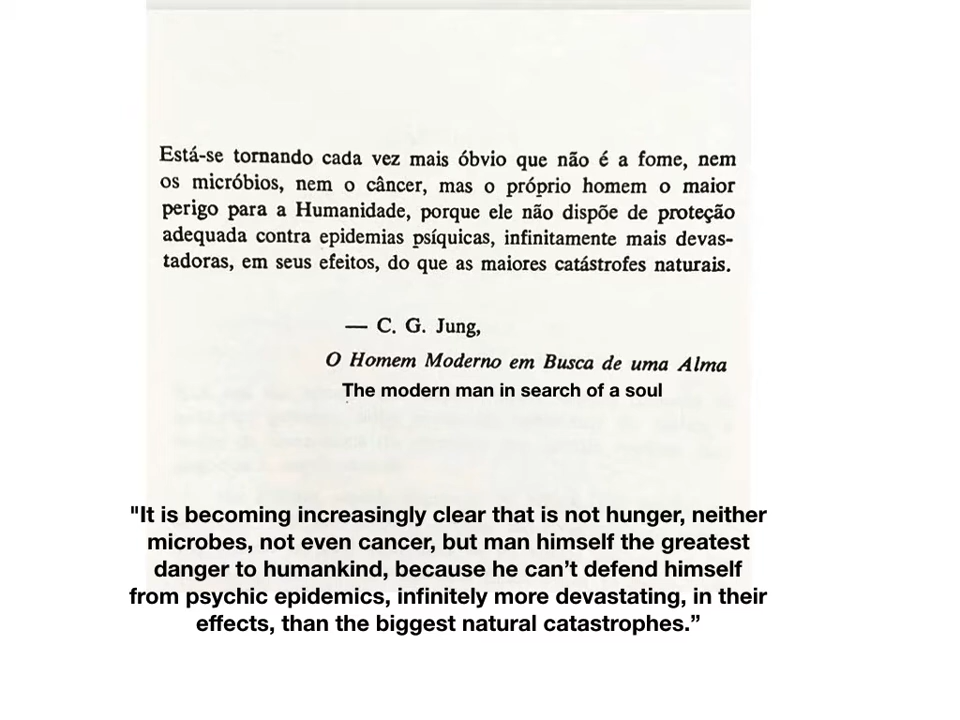 Está-se tornando cada vez mais óbvio que não é a fome, nem
os micróbios, nem o câncer, mas o próprio homem o maior
perigo para a Humanidade, porque ele não dispõe de proteção
adequada contra epidemias psíquicas, infinitamente mais devas-
tadoras, em seus efeitos, do que as maiores catástrofes naturais.
— C. G. Jung,
O Homem Moderno em Busca de uma Alma
The modern man in search of a soul
"It is becoming increasingly clear that is not hunger, neither
microbes, not even cancer, but man himself the greatest
danger to humankind, because he can’t defend himself
from psychic epidemics, infinitely more devastating, in their
effects, than the biggest natural catastrophes.”